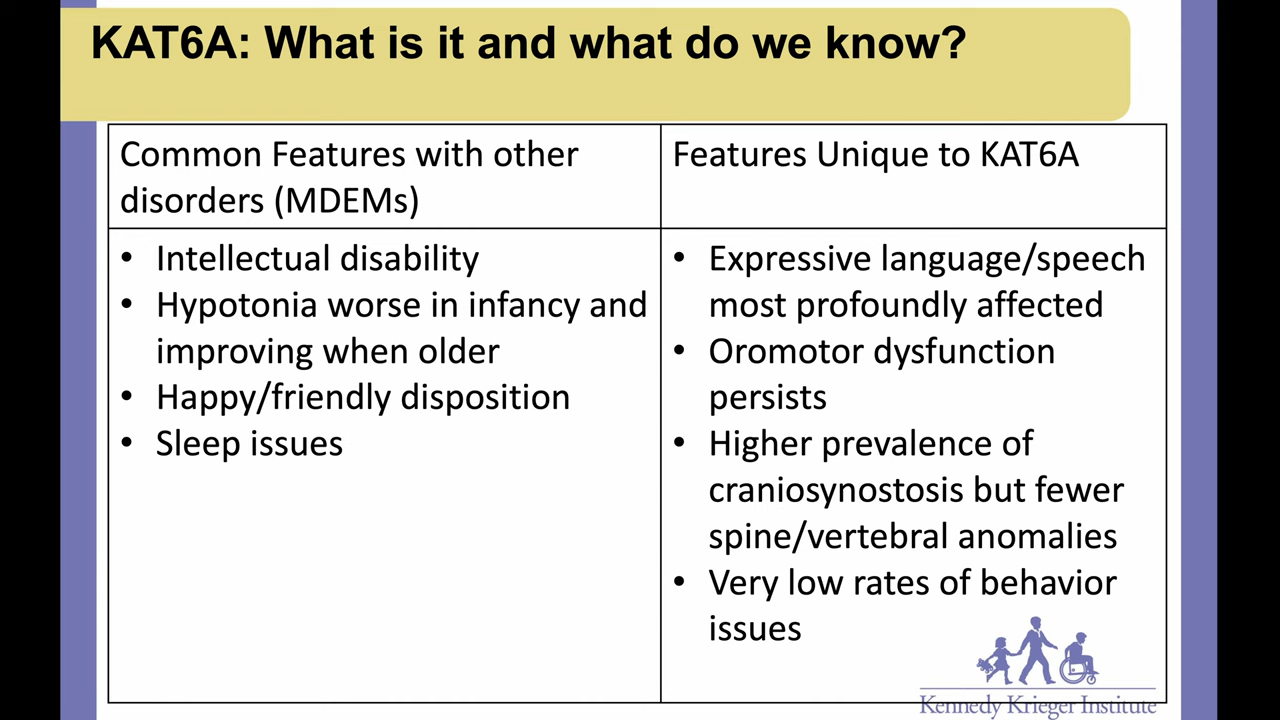 KAT6A: What is it and what do we know?
Common Features with other
disorders (MDEMs)
• Intellectual disability
• Hypotonia worse in infancy and
improving when older
• Happy/friendly disposition
• Sleep issues
Features Unique to KAT6A
• Expressive language/speech
most profoundly affected
• Oromotor dysfunction
persists
• Higher prevalence of
craniosynostosis but fewer
spine/vertebral anomalies
• Very low rates of behavior
issues
Kennedy Krieger Institute